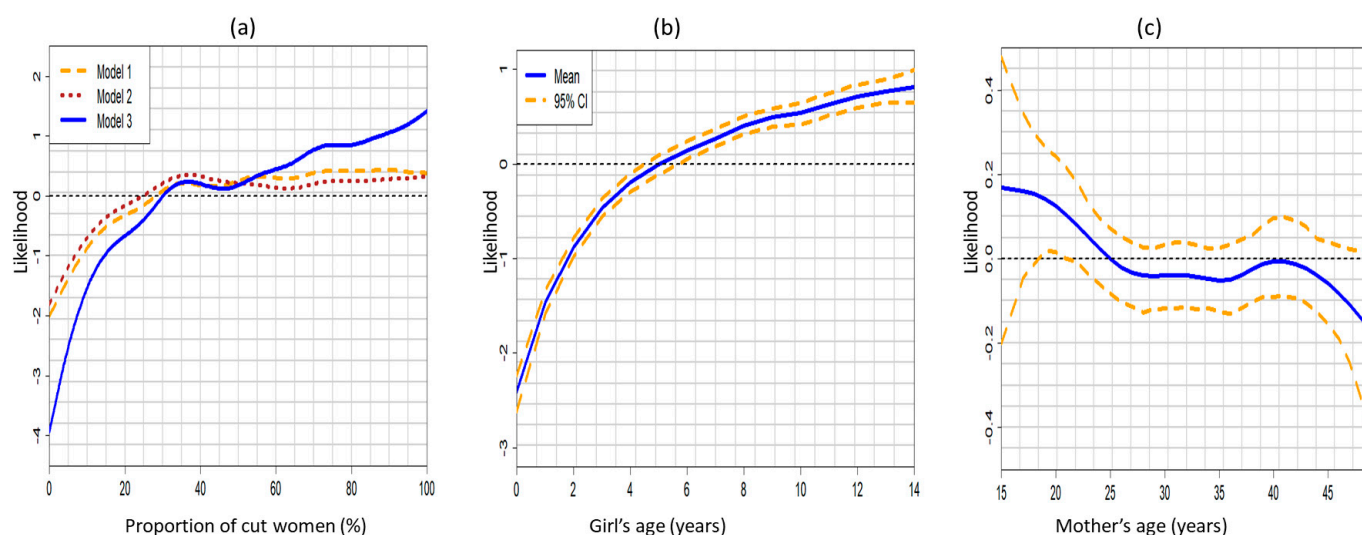 (a)
Likelihood
2
1
0
-1
-2
-3
-4
Model 1
Model 2
Model 3
0 20 40 60 80 100
Proportion of cut women (%)
(b)
Likelihood
1
0
-1
-2
-3
Mean
95% CI
0 2 4 6 8 10 12 14
Girl's age (years)
(c)
Likelihood
0.4
0.2
0.0
-0.2
-0.4
15 20 25 30 35 40 45
Mother's age (years)